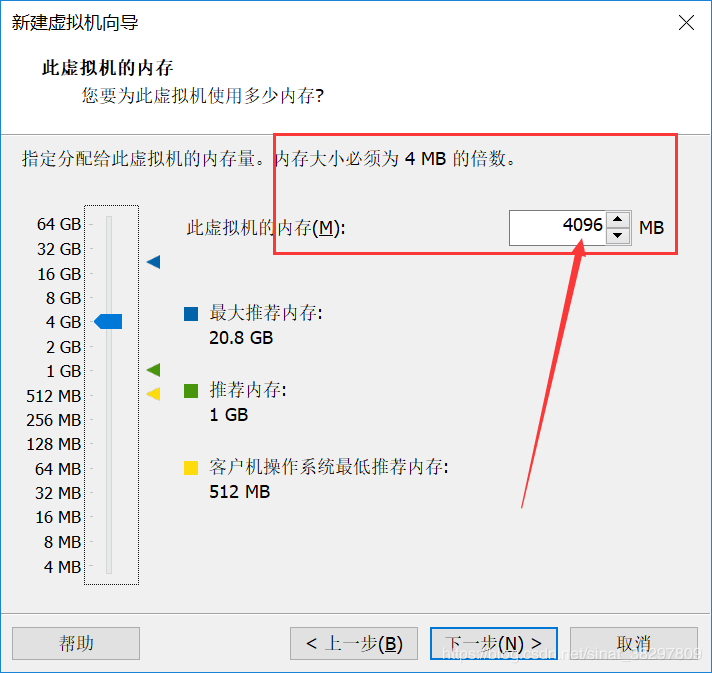 新建虚拟机向导
此虚拟机的内存
您要为此虚拟机使用多少内存?
指定分配给此虚拟机的内存量。内存大小必须为 4 MB 的倍数。
此虚拟机的内存(M): 4096 MB
64 GB
32 GB
16 GB
8 GB
4 GB
2 GB
1 GB
512 MB
256 MB
128 MB
64 MB
32 MB
16 MB
8 MB
4 MB
最大推荐内存:
20.8 GB
推荐内存:
1 GB
客户机操作系统最低推荐内存:
512 MB
帮助 < 上一步(B) 下一步(N) > 取消
https://blog.csdn.net/sinat_38297809